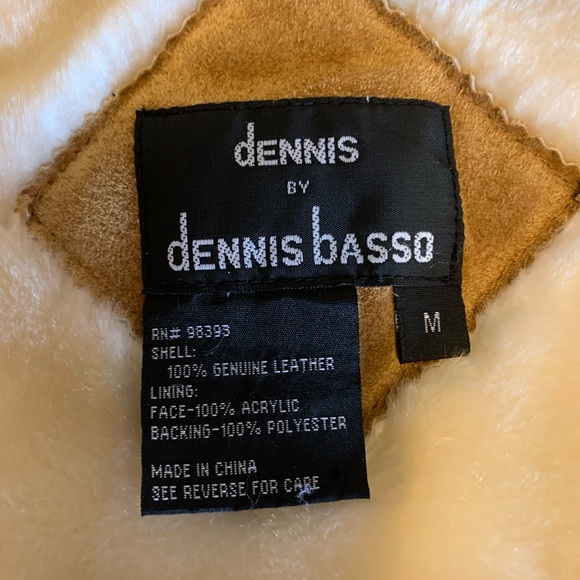 dENNIS
BY
dENNIS bASSO
M
RN# 98393
SHELL:
100% GENUINE LEATHER
LINING:
FACE-100% ACRYLIC
BACKING-100% POLYESTER
MADE IN CHINA
SEE REVERSE FOR CARE